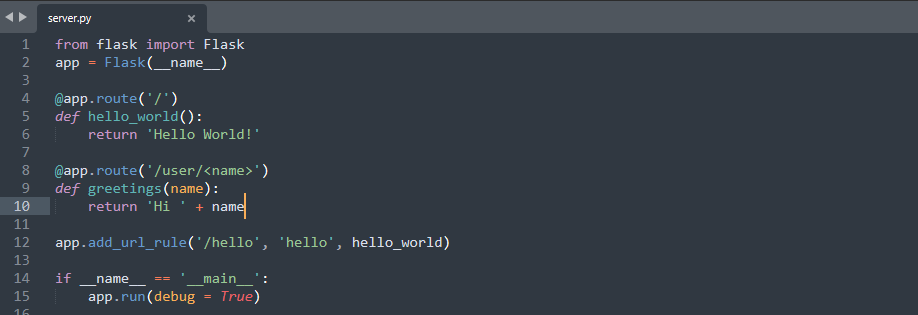 server.py
1 from flask import Flask
2 app = Flask(__name__)
3
4 @app.route('/')
5 def hello_world():
6     return 'Hello World!'
7
8 @app.route('/user/<name>')
9 def greetings(name):
10     return 'Hi ' + name
11
12 app.add_url_rule('/hello', 'hello', hello_world)
13
14 if __name__ == '__main__':
15     app.run(debug = True)
16